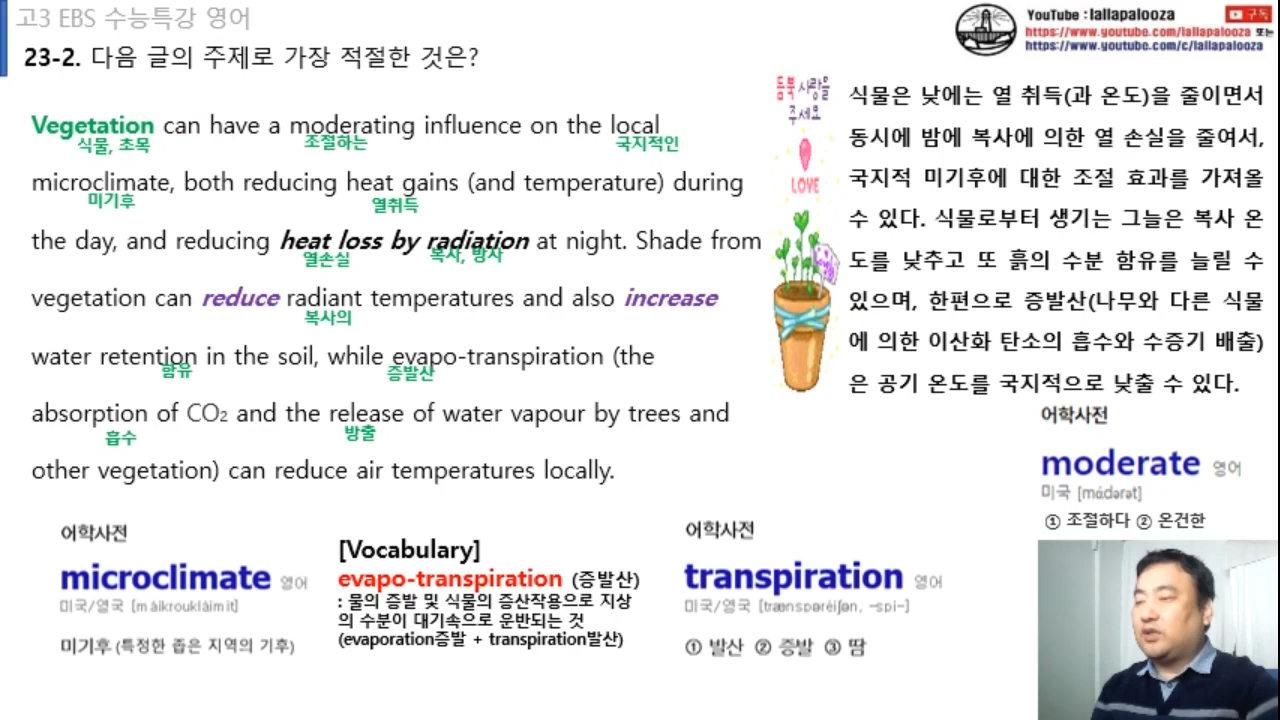 고3 EBS 수능특강 영어
23-2. 다음 글의 주제로 가장 적절한 것은?
YouTube : lallapalooza
구독
https://www.youtube.com/lallapalooza 또는
https://www.youtube.com/c/lallapalooza
Vegetation can have a moderating influence on the local
식물, 초목 조절하는 국지적인
microclimate, both reducing heat gains (and temperature) during
미기후 열취득
the day, and reducing heat loss by radiation at night. Shade from
열손실 복사, 방사
vegetation can reduce radiant temperatures and also increase
복사의
water retention in the soil, while evapo-transpiration (the
함유 증발산
absorption of CO2 and the release of water vapour by trees and
흡수 방출
other vegetation) can reduce air temperatures locally.
듬뿍 사랑을
주세요
LOVE
식물은 낮에는 열 취득(과 온도)을 줄이면서
동시에 밤에 복사에 의한 열 손실을 줄여서,
국지적 미기후에 대한 조절 효과를 가져올
수 있다. 식물로부터 생기는 그늘은 복사 온
도를 낮추고 또 흙의 수분 함유를 늘릴 수
있으며, 한편으로 증발산(나무와 다른 식물
에 의한 이산화 탄소의 흡수와 수증기 배출)
은 공기 온도를 국지적으로 낮출 수 있다.
어학사전
moderate 영어
미국 [mάdərət]
① 조절하다 ② 온건한
어학사전
microclimate 영어
미국/영국 [máikrouklàimit]
미기후 (특정한 좁은 지역의 기후)
[Vocabulary]
evapo-transpiration (증발산)
: 물의 증발 및 식물의 증산작용으로 지상
의 수분이 대기속으로 운반되는 것
(evaporation증발 + transpiration발산)
어학사전
transpiration 영어
미국/영국 [trænspəréiʃən, -spi-]
① 발산 ② 증발 ③ 땀